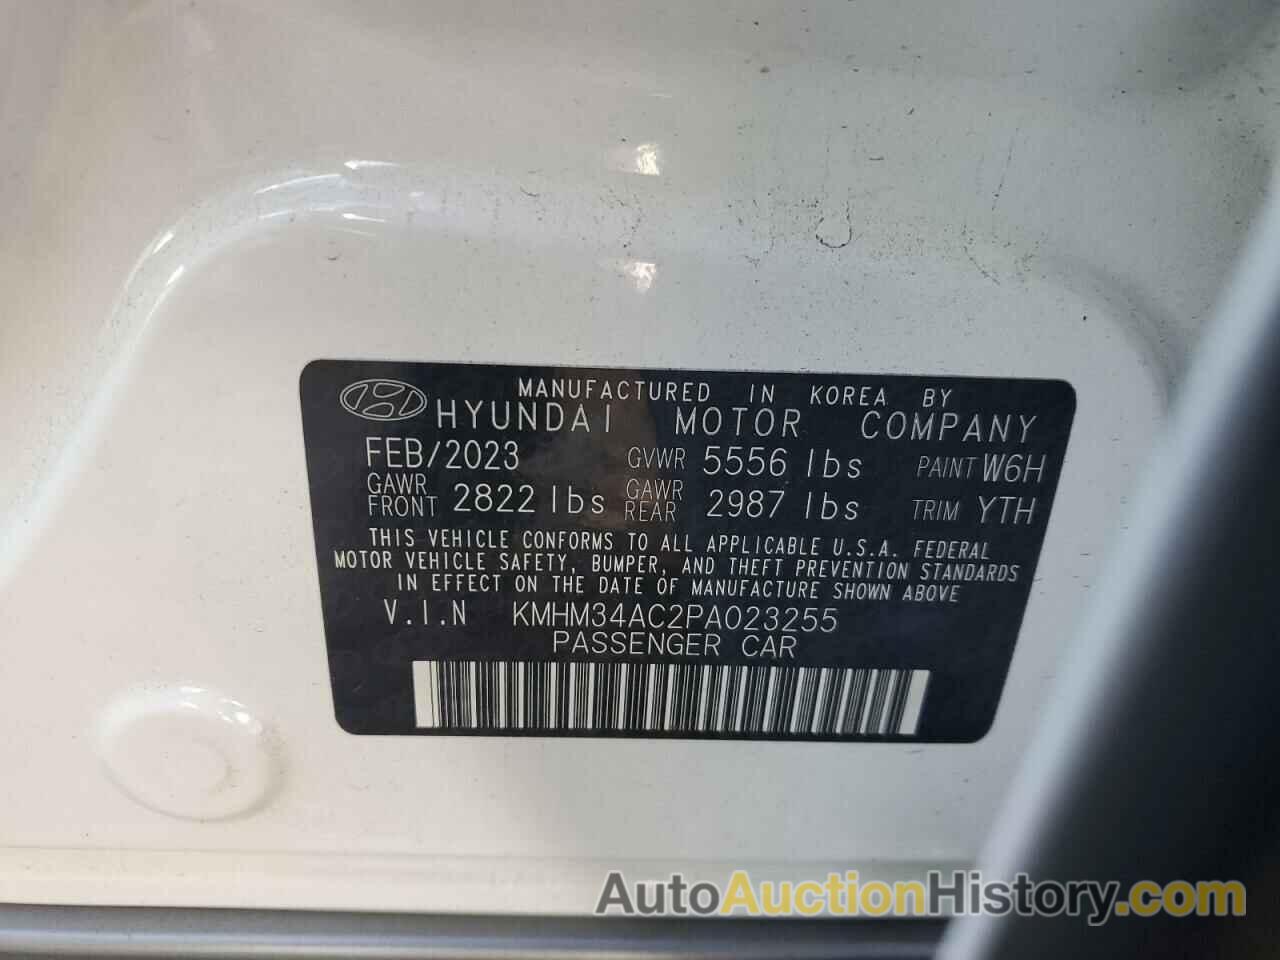 MANUFACTURED IN KOREA BY
HYUNDAI MOTOR COMPANY
FEB/2023 GVWR 5556 lbs PAINT W6H
GAWR FRONT 2822 lbs GAWR REAR 2987 lbs TRIM YTH
THIS VEHICLE CONFORMS TO ALL APPLICABLE U.S.A. FEDERAL
MOTOR VEHICLE SAFETY, BUMPER, AND THEFT PREVENTION STANDARDS
IN EFFECT ON THE DATE OF MANUFACTURE SHOWN ABOVE
V.I.N KMHM34AC2PA023255
PASSENGER CAR
AutoAuctionHistory.com